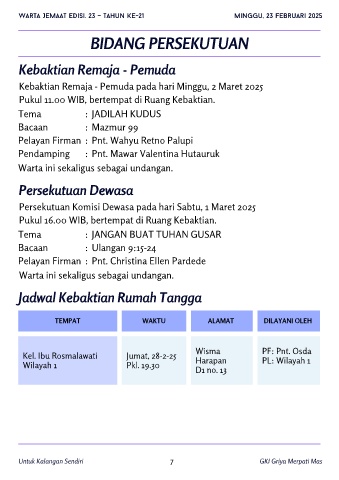 WARTA JEMAAT EDISI. 23 – TAHUN KE-21 MINGGU, 23 FEBRUARI 2025
BIDANG PERSEKUTUAN
Kebaktian Remaja - Pemuda
Kebaktian Remaja - Pemuda pada hari Minggu, 2 Maret 2025
Pukul 11.00 WIB, bertempat di Ruang Kebaktian.
Tema : JADILAH KUDUS
Bacaan : Mazmur 99
Pelayan Firman : Pnt. Wahyu Retno Palupi
Pendamping : Pnt. Mawar Valentina Hutauruk
Warta ini sekaligus sebagai undangan.
Persekutuan Dewasa
Persekutuan Komisi Dewasa pada hari Sabtu, 1 Maret 2025
Pukul 16.00 WIB, bertempat di Ruang Kebaktian.
Tema : JANGAN BUAT TUHAN GUSAR
Bacaan : Ulangan 9:15-24
Pelayan Firman : Pnt. Christina Ellen Pardede
Warta ini sekaligus sebagai undangan.
Jadwal Kebaktian Rumah Tangga
TEMPAT WAKTU ALAMAT DILAYANI OLEH
Kel. Ibu Rosmalawati
Wilayah 1
Jumat, 28-2-25
Pkl. 19.30
Wisma
Harapan
D1 no. 13
PF: Pnt. Osda
PL: Wilayah 1
Untuk Kalangan Sendiri 7 GKI Griya Merpati Mas